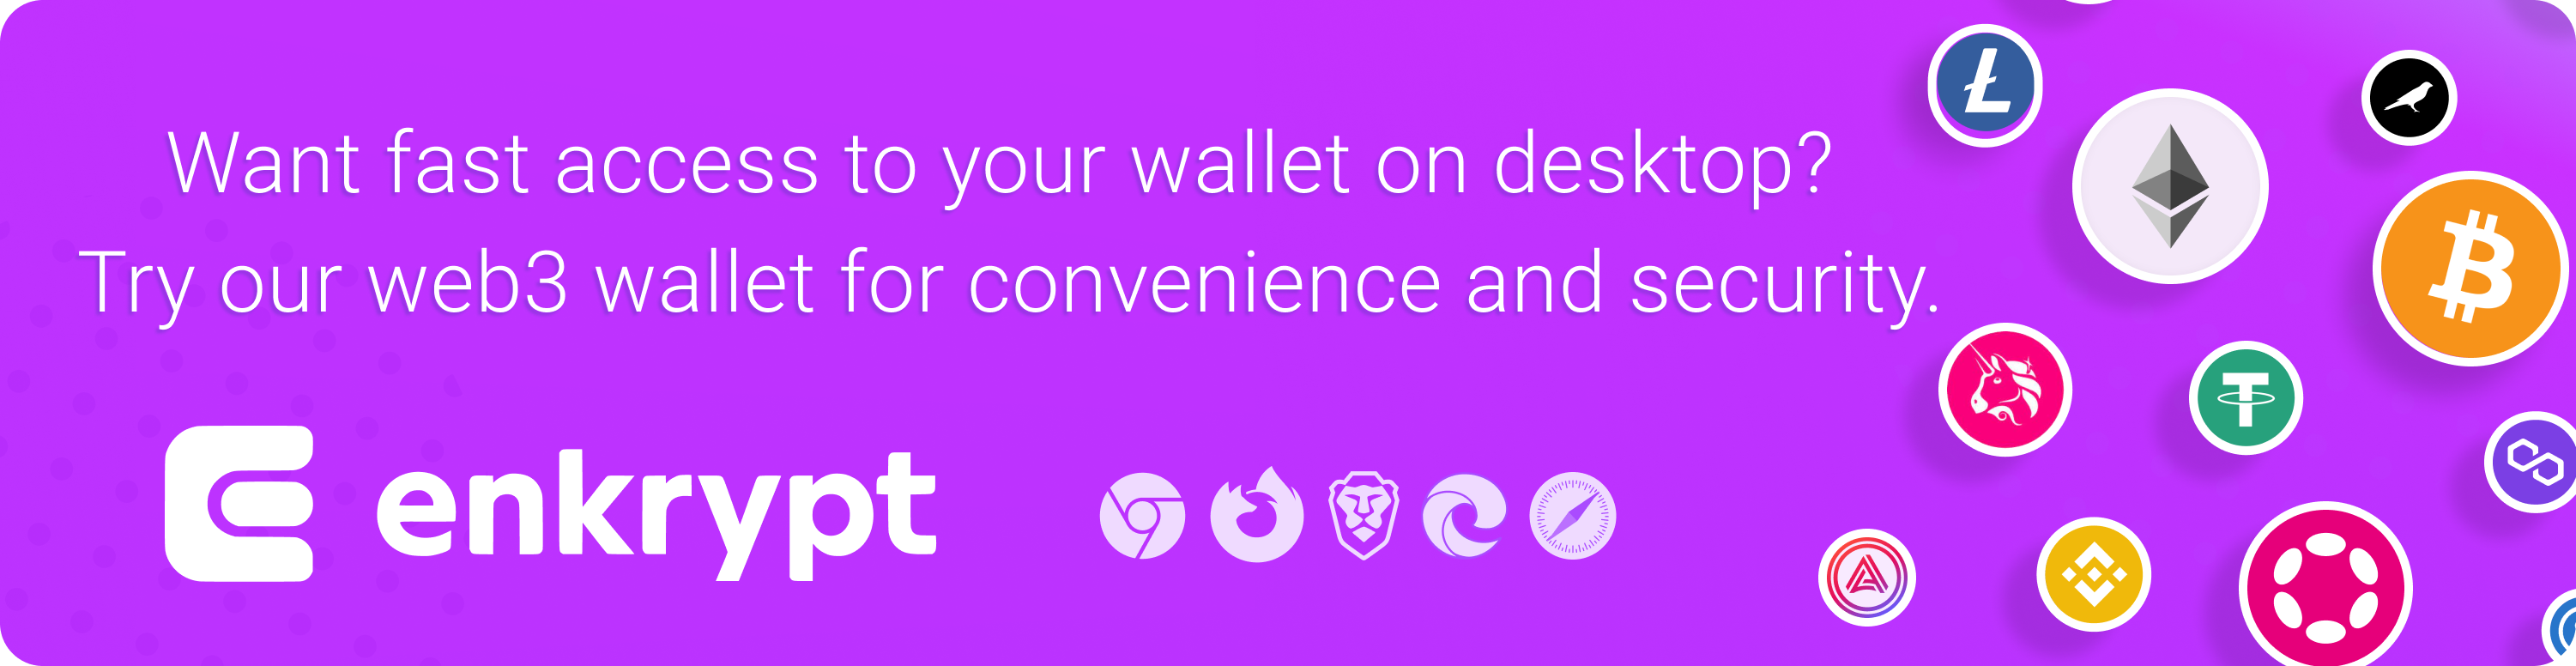 Want fast access to your wallet on desktop?
Try our web3 wallet for convenience and security.
enkrypt